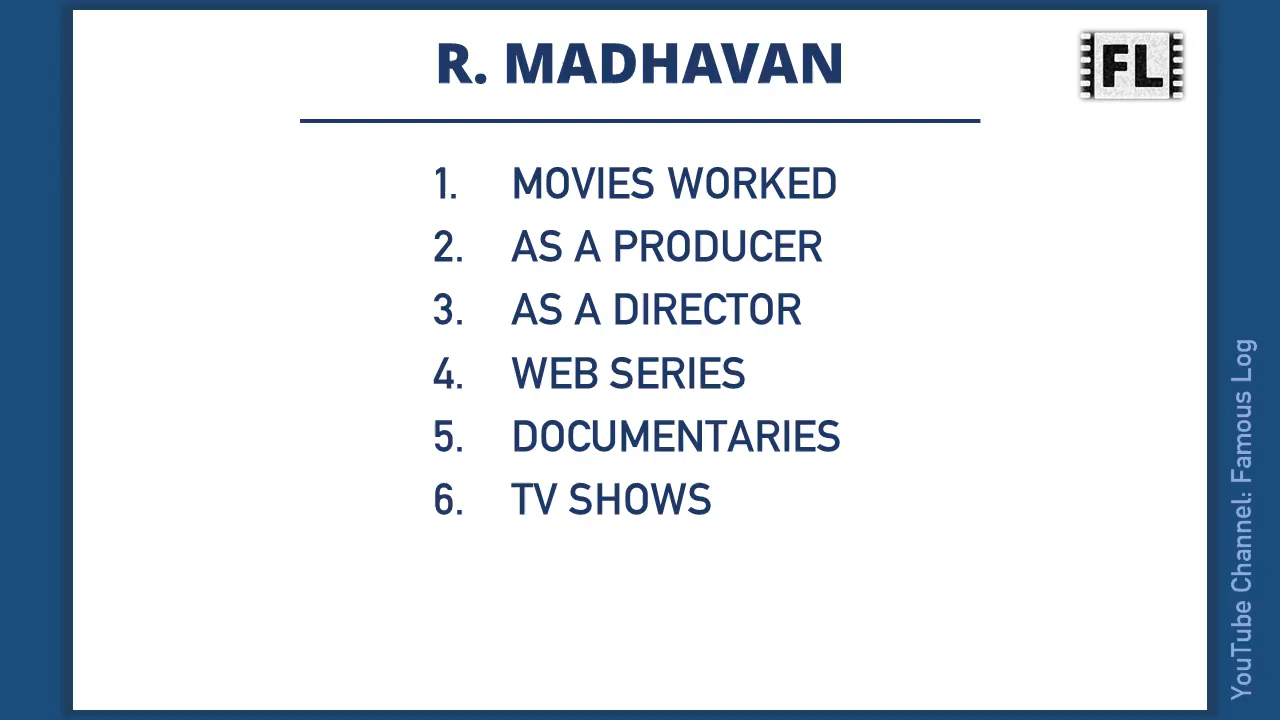 R. MADHAVAN
FL
1. MOVIES WORKED
2. AS A PRODUCER
3. AS A DIRECTOR
4. WEB SERIES
5. DOCUMENTARIES
6. TV SHOWS
YouTube Channel: Famous Log